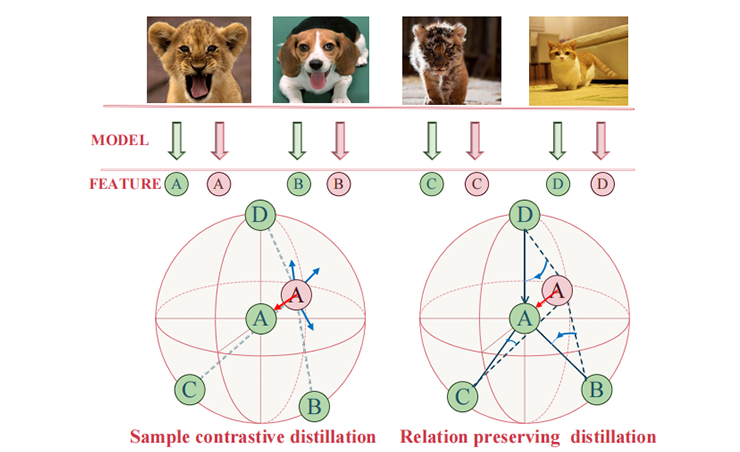 MODEL
FEATURE A A B B C C D D
D D
A A
A A
C B C B
Sample contrastive distillation Relation preserving distillation